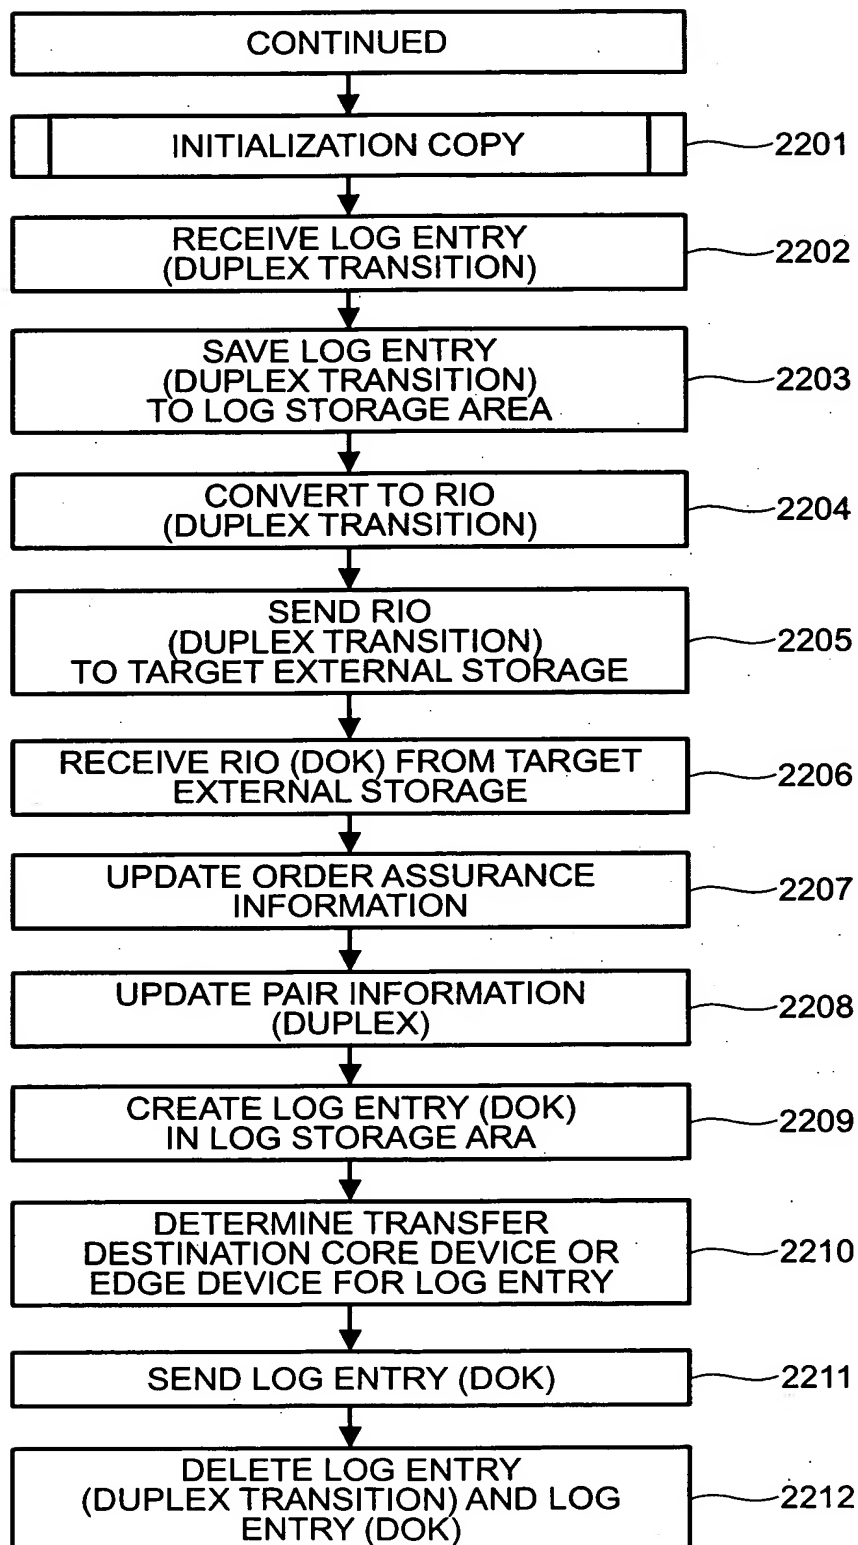 CONTINUED
INITIALIZATION COPY
2201
RECEIVE LOG ENTRY
(DUPLEX TRANSITION)
2202
SAVE LOG ENTRY
(DUPLEX TRANSITION)
TO LOG STORAGE AREA
2203
CONVERT TO RIO
(DUPLEX TRANSITION)
2204
SEND RIO
(DUPLEX TRANSITION)
TO TARGET EXTERNAL STORAGE
2205
RECEIVE RIO (DOK) FROM TARGET
EXTERNAL STORAGE
2206
UPDATE ORDER ASSURANCE
INFORMATION
2207
UPDATE PAIR INFORMATION
(DUPLEX)
2208
CREATE LOG ENTRY (DOK)
IN LOG STORAGE ARA
2209
DETERMINE TRANSFER
DESTINATION CORE DEVICE OR
EDGE DEVICE FOR LOG ENTRY
2210
SEND LOG ENTRY (DOK)
2211
DELETE LOG ENTRY
(DUPLEX TRANSITION) AND LOG
ENTRY (DOK)
2212